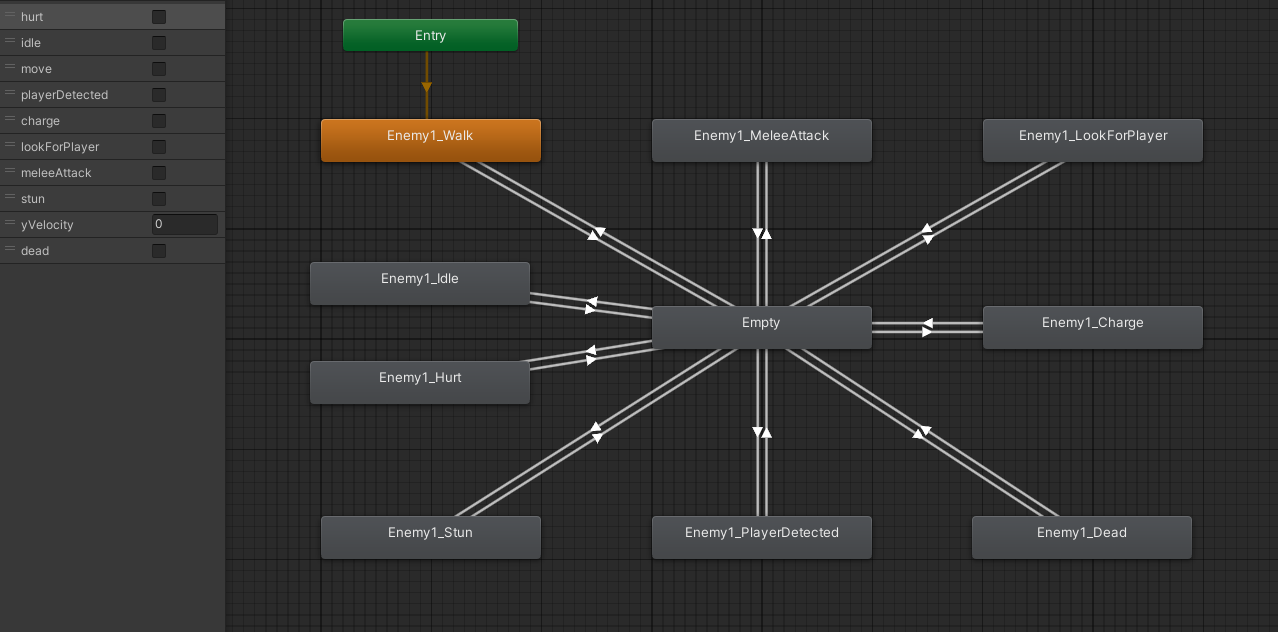 hurt
idle
move
playerDetected
charge
lookForPlayer
meleeAttack
stun
yVelocity 0
dead
Entry
Enemy1_Walk
Enemy1_MeleeAttack
Enemy1_LookForPlayer
Enemy1_Idle
Empty
Enemy1_Charge
Enemy1_Hurt
Enemy1_Stun
Enemy1_PlayerDetected
Enemy1_Dead